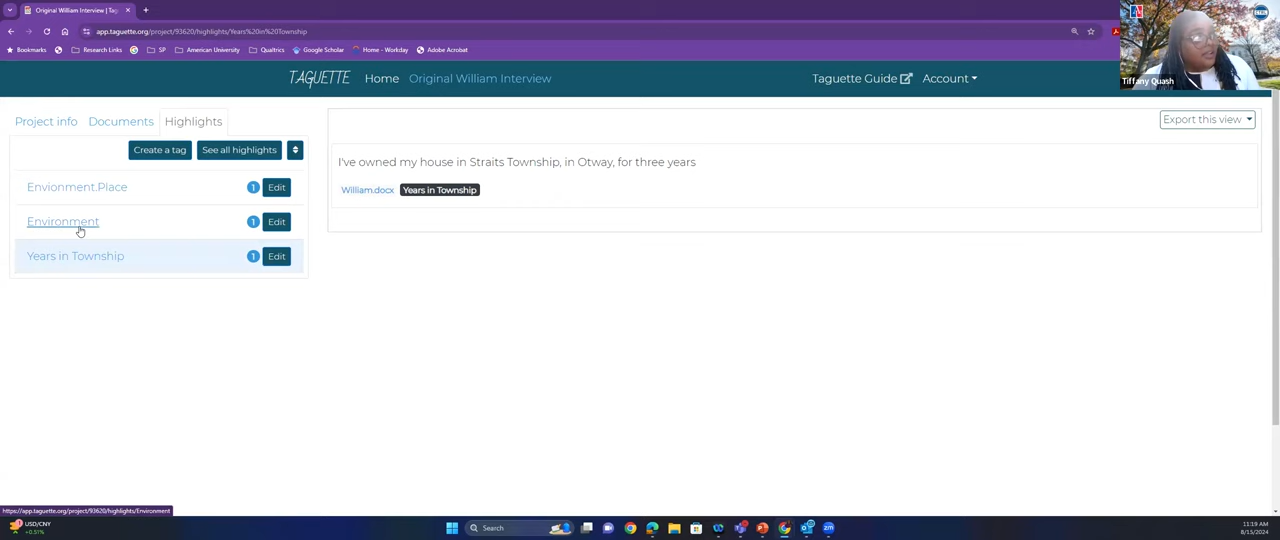 Original William Interview | Tag
app.taguette.org/project/93620/highlights/Years%20in%20Township
Bookmarks
Research Links
SP
American University
Qualtrics
Google Scholar
Home - Workday
Adobe Acrobat
Tiffany Quash
TAGUETTE
Home
Original William Interview
Taguette Guide
Account
Project info
Documents
Highlights
Export this view
Create a tag
See all highlights
I've owned my house in Straits Township, in Otway, for three years
William.docx
Years in Township
Envionment.Place
1
Edit
Environment
1
Edit
Years in Township
1
Edit
https://app.taguette.org/project/93620/highlights/Environment
USD/CNY
+0.51%
Search
11:19 AM
8/13/2024